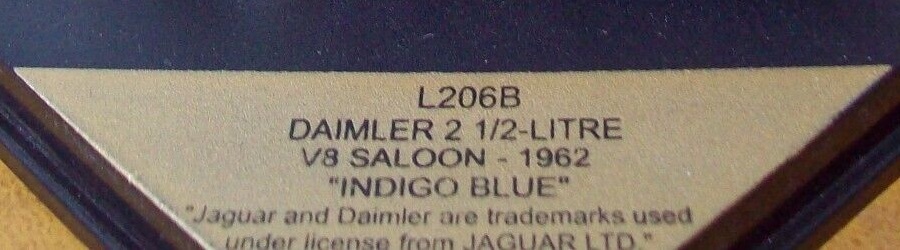 L206B
DAIMLER 2 1/2-LITRE
V8 SALOON - 1962
"INDIGO BLUE"
"Jaguar and Daimler are trademarks used
under license from JAGUAR LTD."